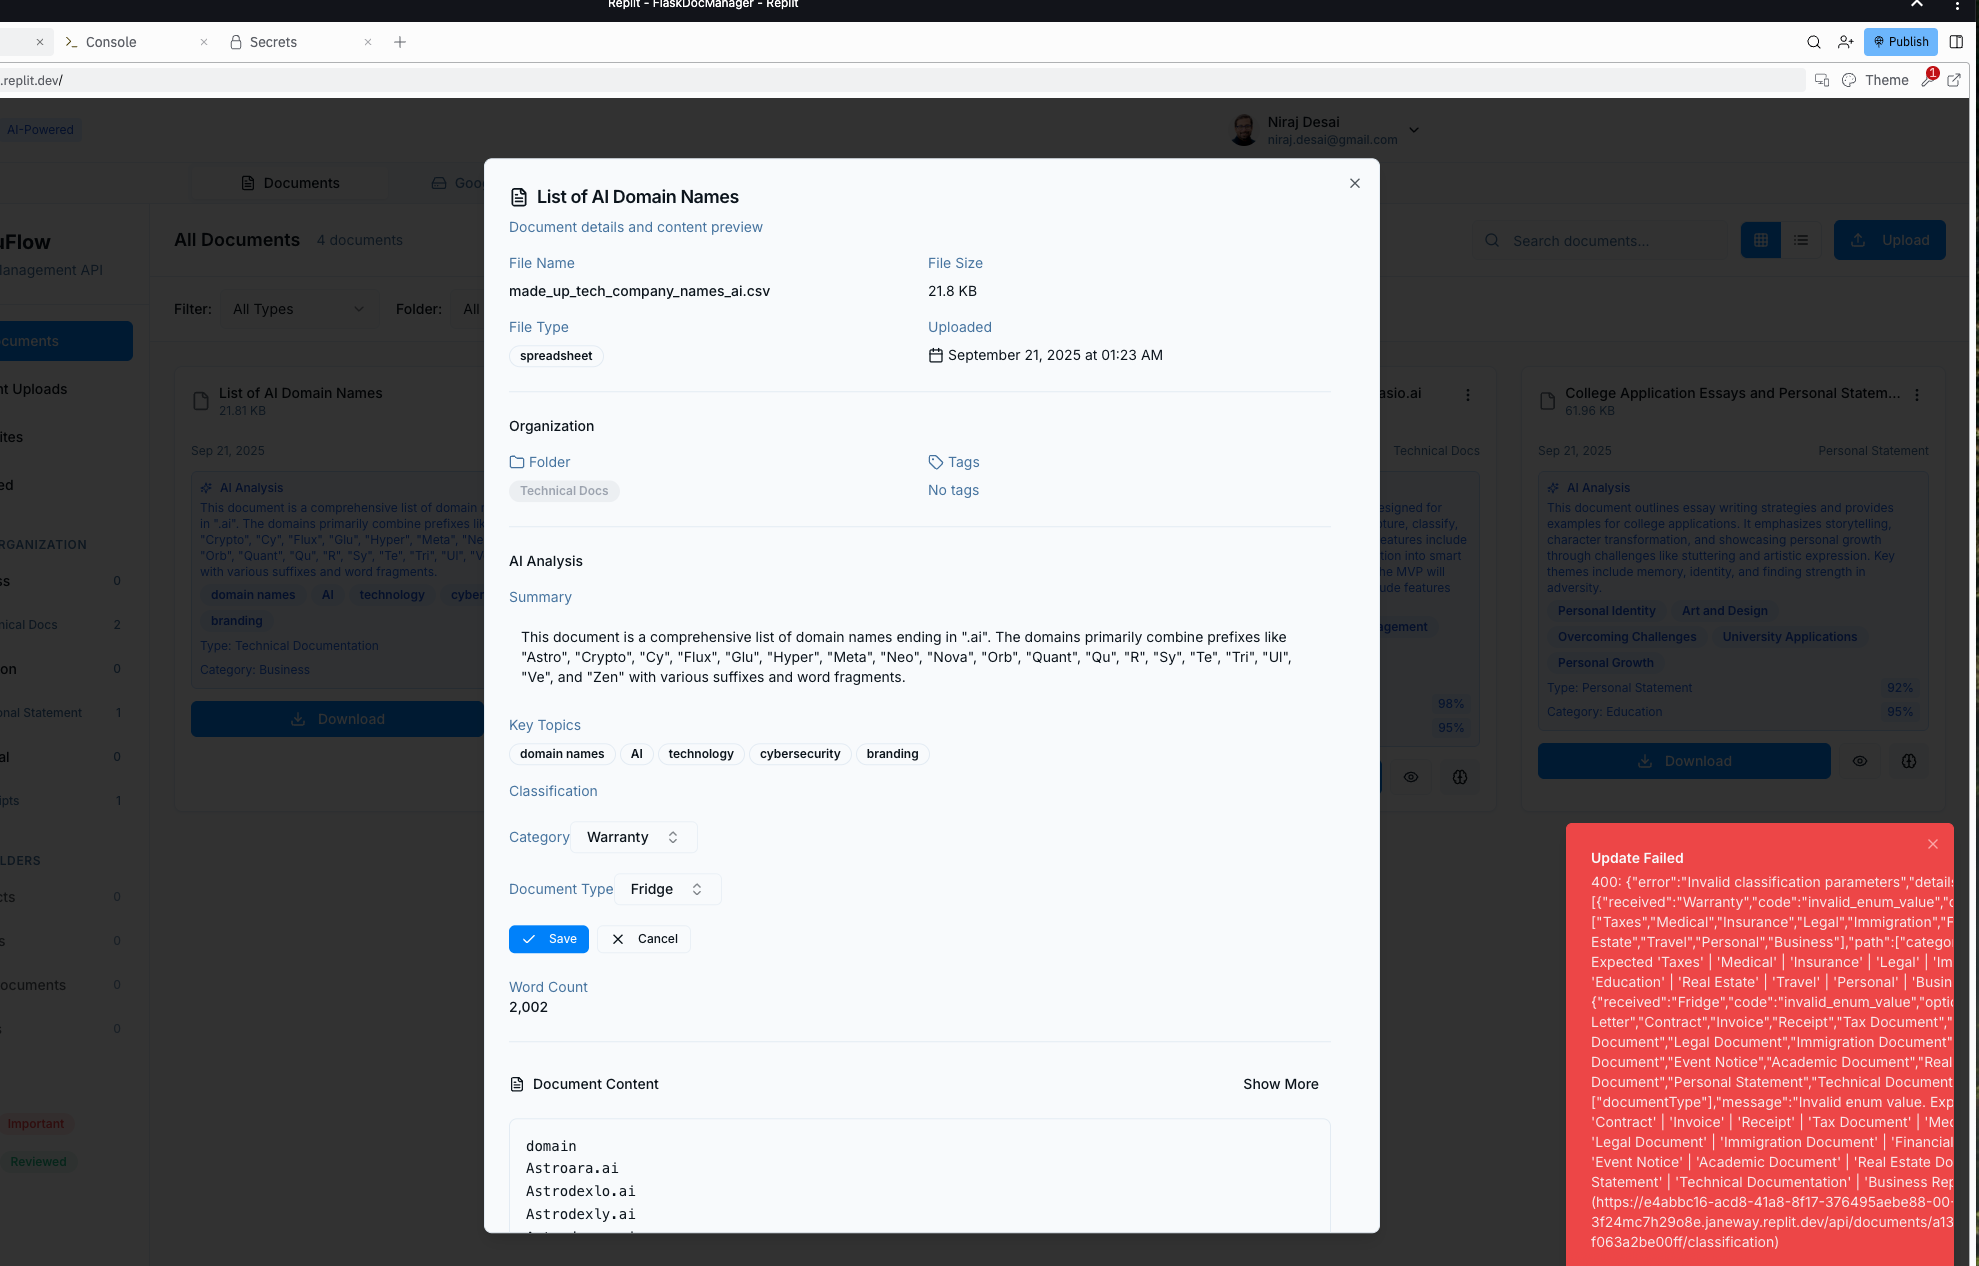 Replit - FlaskDocManager - Replit
Console
Secrets
Publish
.replit.dev/
Theme
1
AI-Powered
Niraj Desai
niraj.desai@gmail.com
Documents
Goo
uFlow
anagement API
All Documents
4 documents
Search documents...
Upload
Filter:
All Types
Folder:
All
cuments
nt Uploads
ites
ed
RGANIZATION
ss
0
nical Docs
2
on
0
onal Statement
1
al
0
ipts
1
LDERS
cts
0
s
0
ocuments
0
s
0
Important
Reviewed
List of AI Domain Names
21.81 KB
Sep 21, 2025
AI Analysis
This document is a comprehensive list of domain n
in ".ai". The domains primarily combine prefixes lik
"Crypto", "Cy", "Flux", "Glu", "Hyper", "Meta", "Ne
"Orb", "Quant", "Qu", "R", "Sy", "Te", "Tri", "Ul", "V
with various suffixes and word fragments.
domain names
AI
technology
cyber
branding
Type: Technical Documentation
Category: Business
Download
List of AI Domain Names
Document details and content preview
File Name
File Size
made_up_tech_company_names_ai.csv
21.8 KB
File Type
Uploaded
spreadsheet
September 21, 2025 at 01:23 AM
Organization
Folder
Tags
Technical Docs
No tags
AI Analysis
Summary
This document is a comprehensive list of domain names ending in ".ai". The domains primarily combine prefixes like
"Astro", "Crypto", "Cy", "Flux", "Glu", "Hyper", "Meta", "Neo", "Nova", "Orb", "Quant", "Qu", "R", "Sy", "Te", "Tri", "Ul",
"Ve", and "Zen" with various suffixes and word fragments.
Key Topics
domain names
AI
technology
cybersecurity
branding
Classification
Category
Warranty
Document Type
Fridge
Save
Cancel
Word Count
2,002
Document Content
Show More
domain
Astroara.ai
Astrodexlo.ai
Astrodexly.ai
asio.ai
Technical Docs
esigned for
ture, classify,
eatures include
tion into smart
he MVP will
ude features
agement
98%
95%
College Application Essays and Personal Statem...
61.96 KB
Sep 21, 2025
Personal Statement
AI Analysis
This document outlines essay writing strategies and provides
examples for college applications. It emphasizes storytelling,
character transformation, and showcasing personal growth
through challenges like stuttering and artistic expression. Key
themes include memory, identity, and finding strength in
adversity.
Personal Identity
Art and Design
Overcoming Challenges
University Applications
Personal Growth
Type: Personal Statement
92%
Category: Education
95%
Download
Update Failed
400: {"error":"Invalid classification parameters","details
[{"received":"Warranty","code":"invalid_enum_value","o
["Taxes","Medical","Insurance","Legal","Immigration","F
Estate","Travel","Personal","Business"],"path":["catego
Expected 'Taxes' | 'Medical' | 'Insurance' | 'Legal' | 'Im
'Education' | 'Real Estate' | 'Travel' | 'Personal' | 'Busin
{"received":"Fridge","code":"invalid_enum_value","optio
Letter","Contract","Invoice","Receipt","Tax Document","
Document","Legal Document","Immigration Document"
Document","Event Notice","Academic Document","Real
Document","Personal Statement","Technical Document
["documentType"],"message":"Invalid enum value. Exp
'Contract' | 'Invoice' | 'Receipt' | 'Tax Document' | 'Med
'Legal Document' | 'Immigration Document' | 'Financial
'Event Notice' | 'Academic Document' | 'Real Estate Do
Statement' | 'Technical Documentation' | 'Business Rep
(https://e4abbc16-acd8-41a8-8f17-376495aebe88-00-
3f24mc7h29o8e.janeway.replit.dev/api/documents/a13
f063a2be00ff/classification)